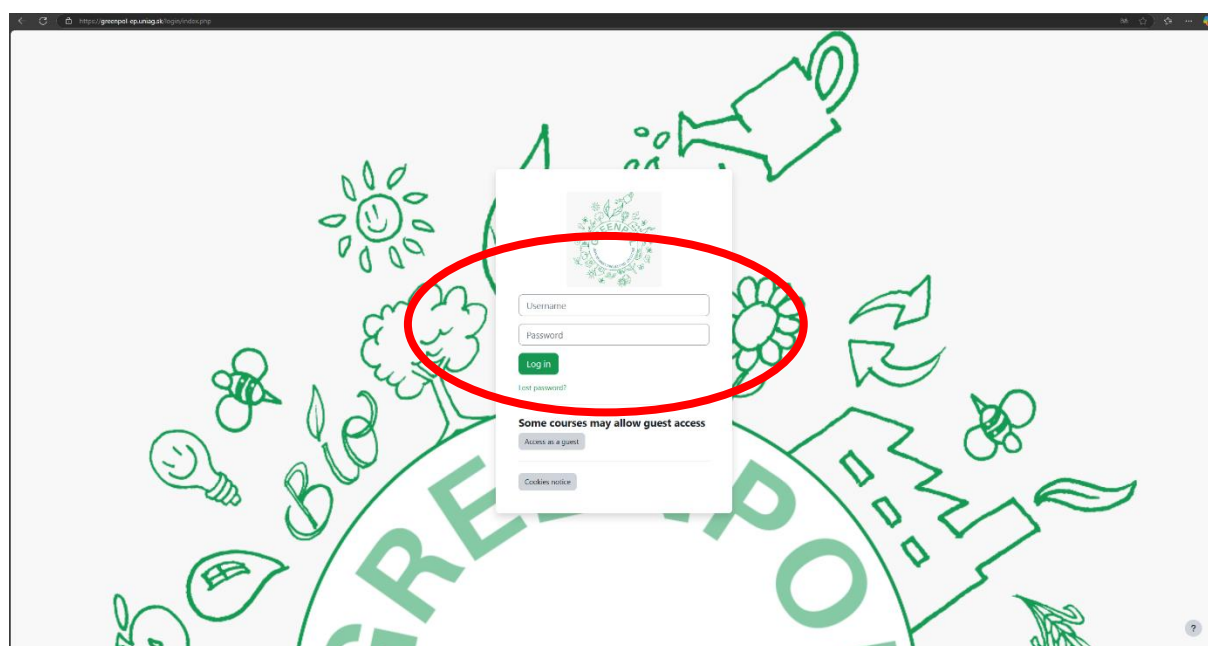 https://greenpol-ep.uniag.sk/login/index.php
Username
Password
Log in
Lost password?
Some courses may allow guest access
Access as a guest
Cookies notice
BIO
GREENPO
?